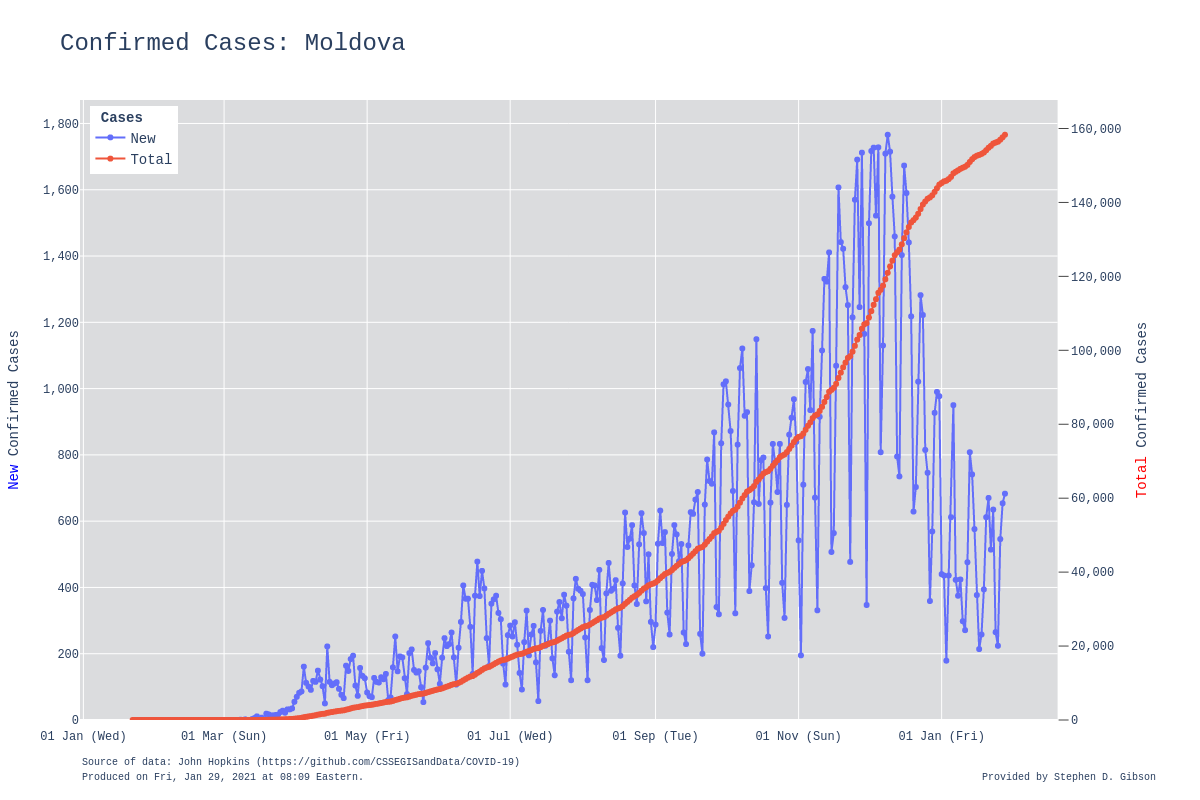 Confirmed Cases: Moldova
Cases
New
Total
1,800
1,600
1,400
1,200
1,000
800
600
400
200
0
New Confirmed Cases
160,000
140,000
120,000
100,000
80,000
60,000
40,000
20,000
0
Total Confirmed Cases
01 Jan (Wed) 01 Mar (Sun) 01 May (Fri) 01 Jul (Wed) 01 Sep (Tue) 01 Nov (Sun) 01 Jan (Fri)
Source of data: John Hopkins (https://github.com/CSSEGISandData/COVID-19)
Produced on Fri, Jan 29, 2021 at 08:09 Eastern.
Provided by Stephen D. Gibson